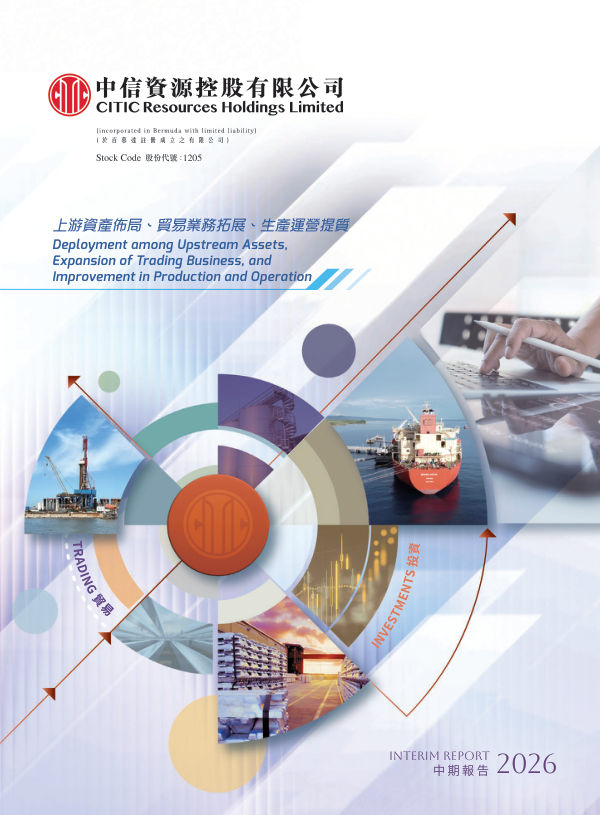 中信資源控股有限公司
CITIC Resources Holdings Limited
(incorporated in Bermuda with limited liability)
(於百慕達註冊成立之有限公司)
Stock Code 股份代號 : 1205
上游資產佈局、貿易業務拓展、生產運營提質
Deployment among Upstream Assets,
Expansion of Trading Business, and
Improvement in Production and Operation
TRADING 貿易
INVESTMENTS 投資
CITIC
INTERIM REPORT
中期報告 2026